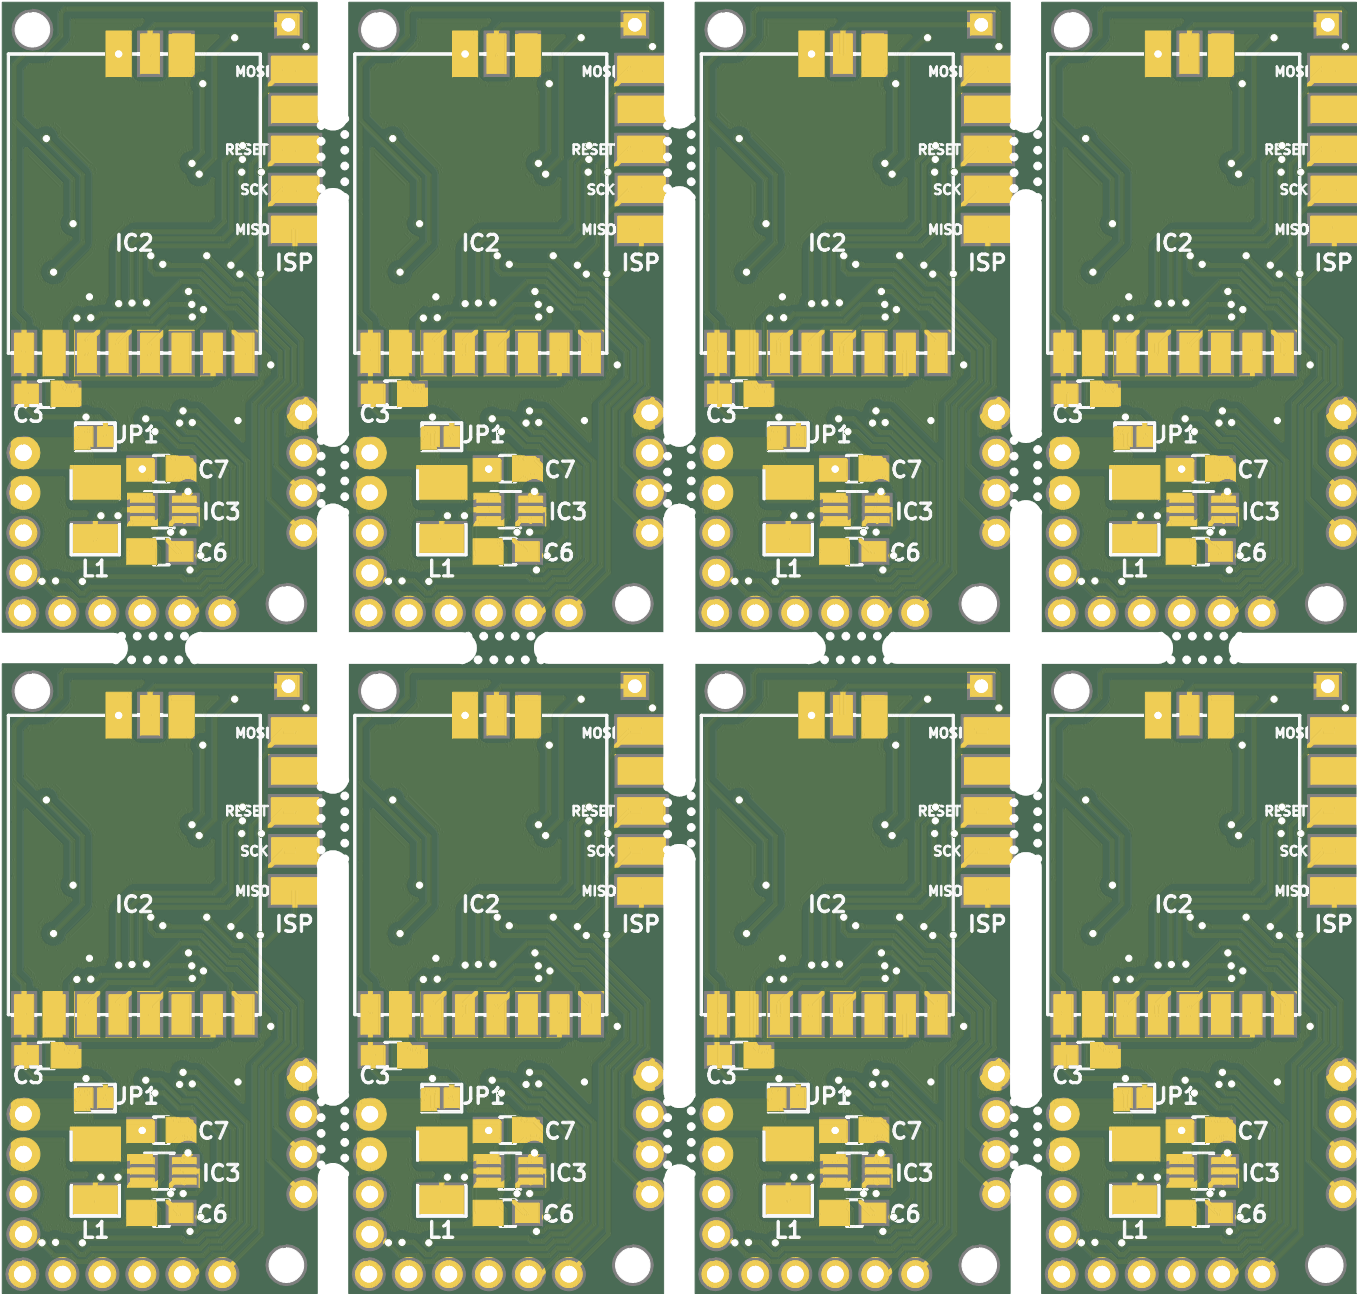 MOSI MOSI MOSI MOSI
RESET RESET RESET RESET
SCK SCK SCK SCK
MISO MISO MISO MISO
IC2 IC2 IC2 IC2
ISP ISP ISP ISP
C3 C3 C3 C3
JP1 JP1 JP1 JP1
C7 C7 C7 C7
IC3 IC3 IC3 IC3
C6 C6 C6 C6
L1 L1 L1 L1
MOSI MOSI MOSI MOSI
RESET RESET RESET RESET
SCK SCK SCK SCK
MISO MISO MISO MISO
IC2 IC2 IC2 IC2
ISP ISP ISP ISP
C3 C3 C3 C3
JP1 JP1 JP1 JP1
C7 C7 C7 C7
IC3 IC3 IC3 IC3
C6 C6 C6 C6
L1 L1 L1 L1